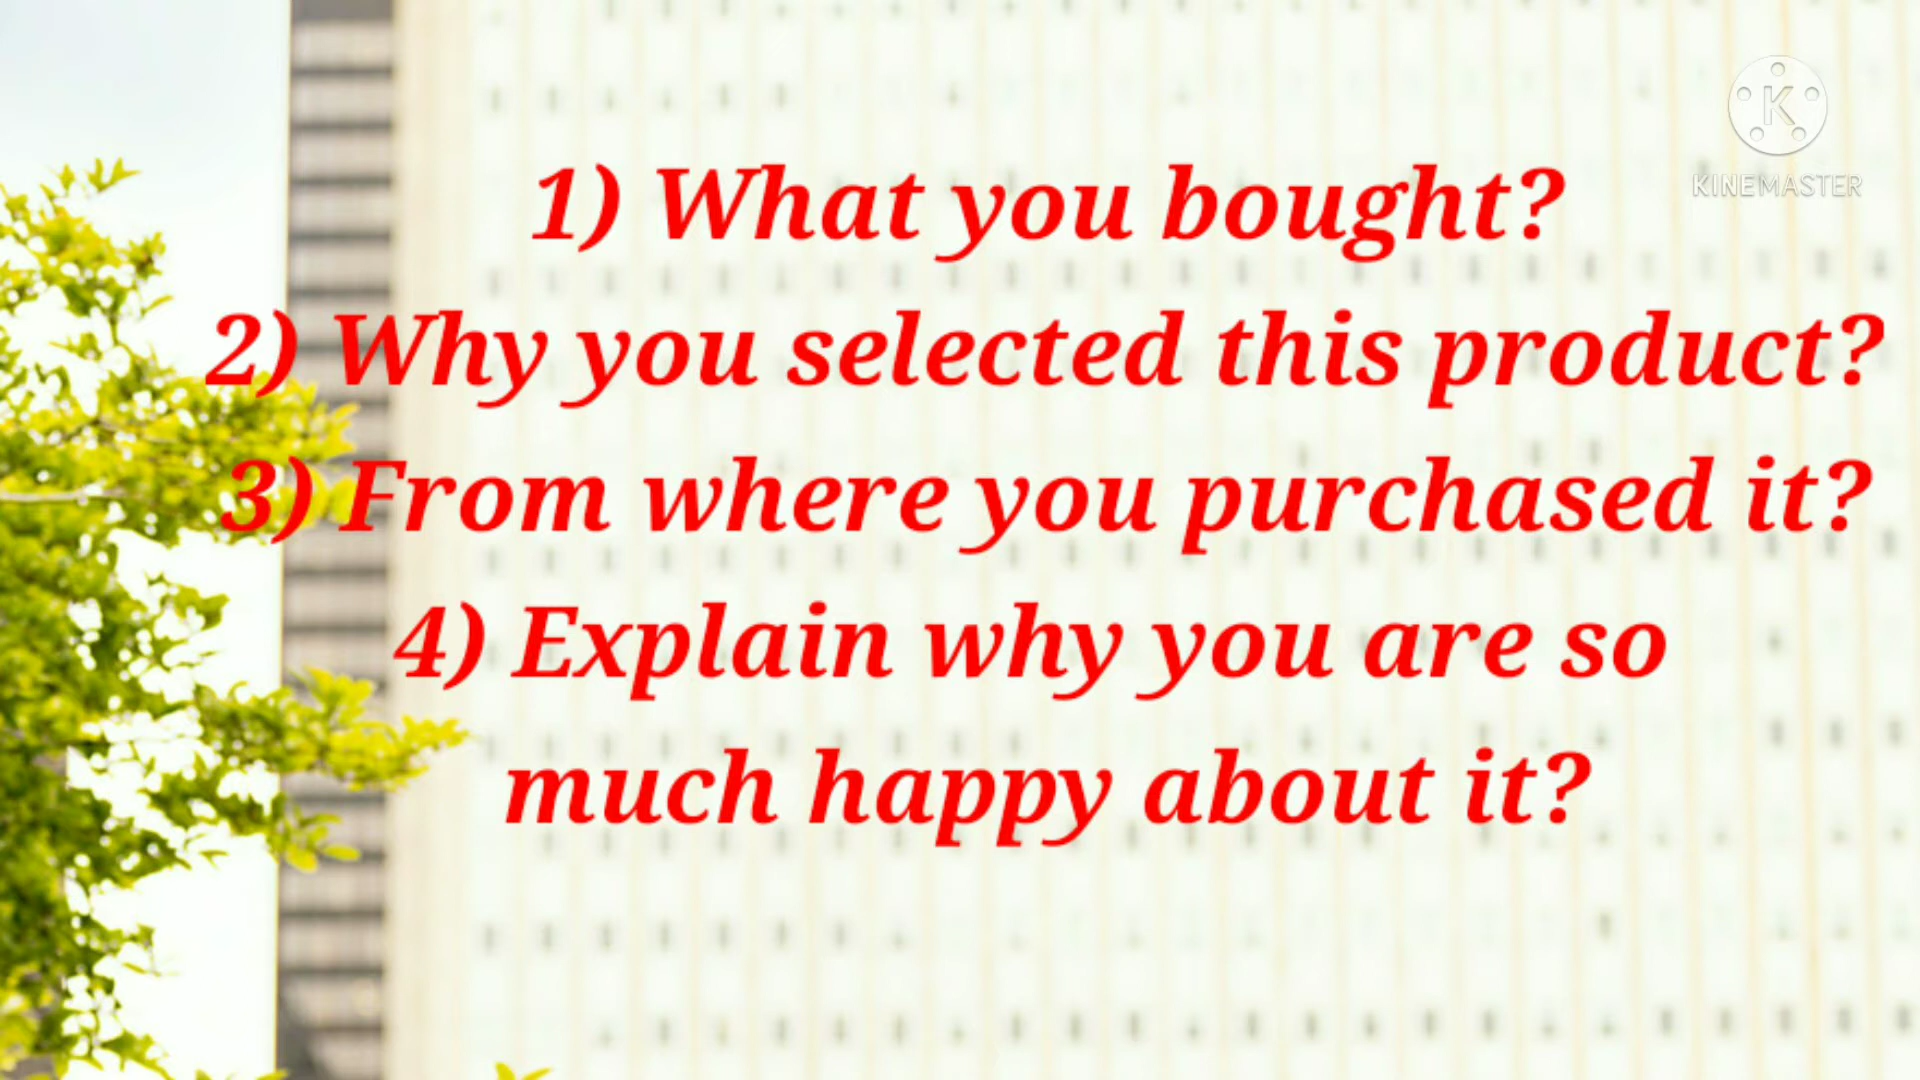 K
KINEMASTER
1) What you bought?
2) Why you selected this product?
3) From where you purchased it?
4) Explain why you are so
much happy about it?